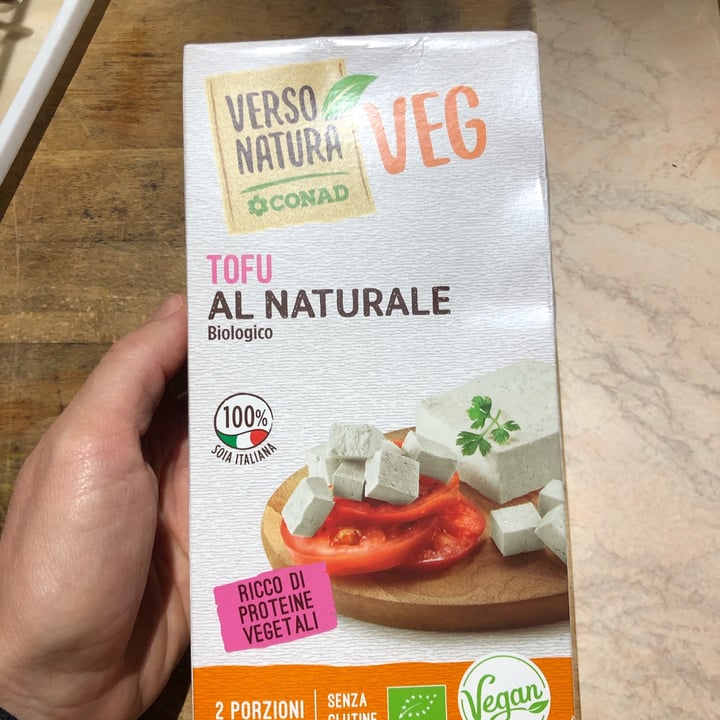 VERSO
NATURA
CONAD
VEG
TOFU
AL NATURALE
Biologico
100%
SOIA ITALIANA
RICCO DI
PROTEINE
VEGETALI
2 PORZIONI
SENZA
GLUTINE
Vegan